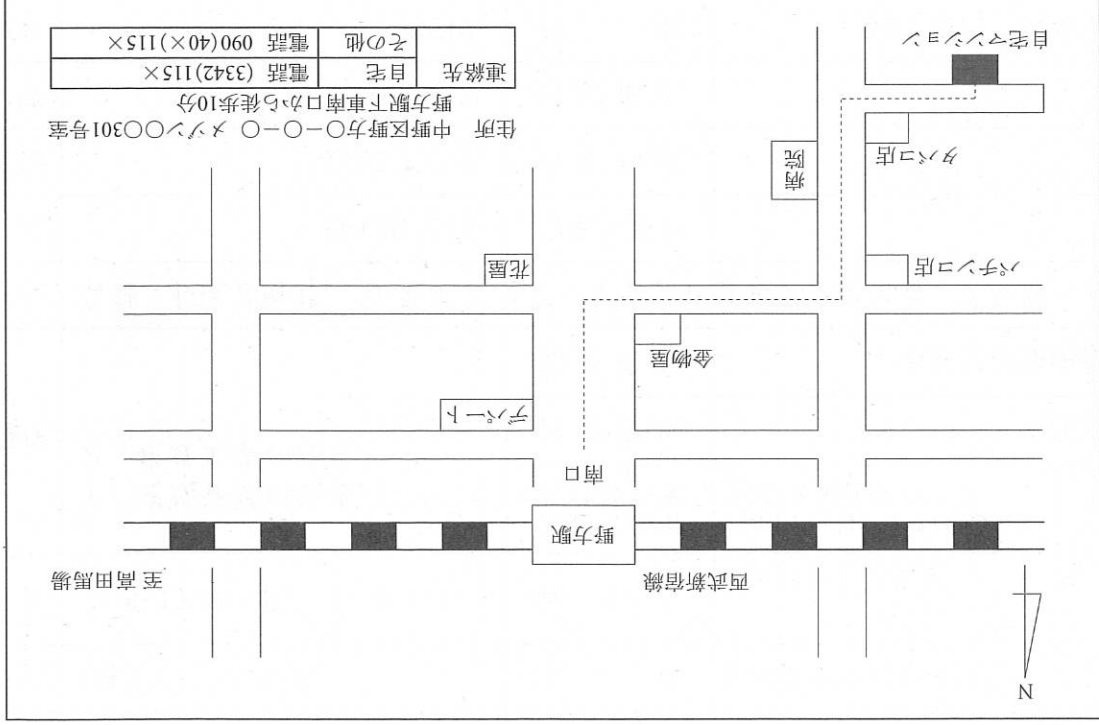 N
西武新宿線
至高田馬場
野方駅
南口
デパート
金物屋
花屋
パチンコ店
病院
タバコ店
自宅マンション
住所　中野区野方○−○−○　メゾン○○301号室
野方駅下車南口から徒歩10分
連絡先 自宅 電話 (3342)115×
その他 電話 090(40×)115×